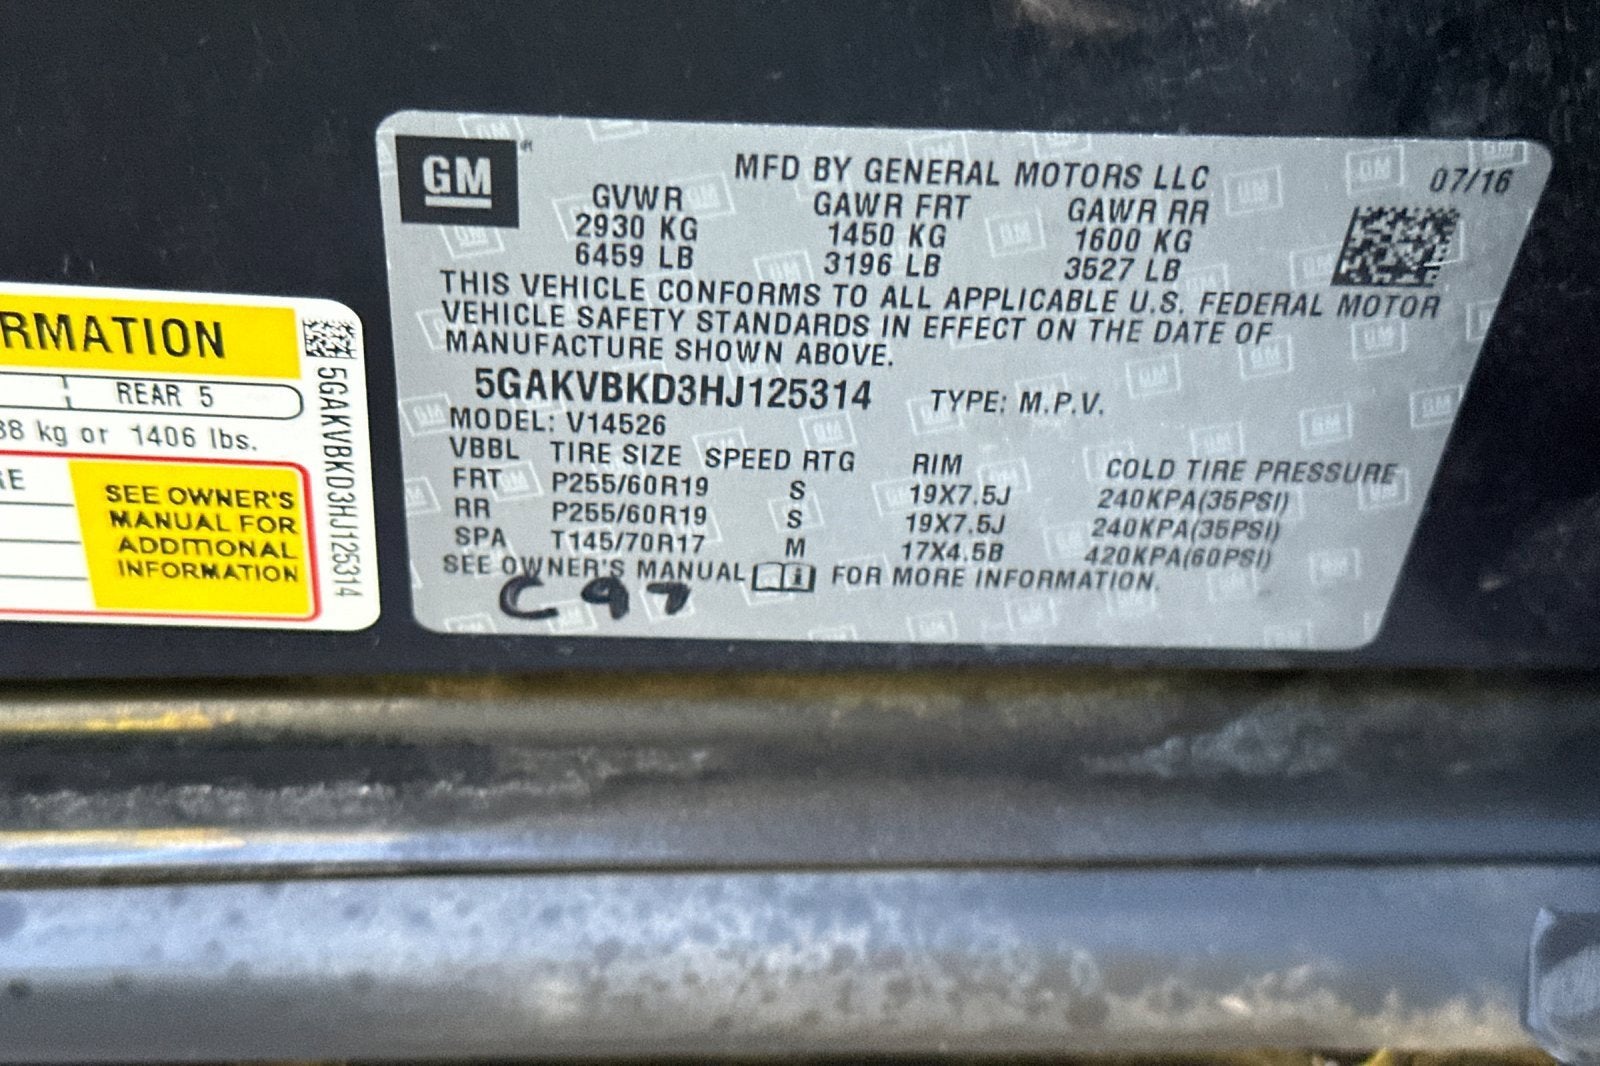 GM
MFD BY GENERAL MOTORS LLC
07/16
GVWR GAWR FRT GAWR RR
2930 KG 1450 KG 1600 KG
6459 LB 3196 LB 3527 LB
THIS VEHICLE CONFORMS TO ALL APPLICABLE U.S. FEDERAL MOTOR
VEHICLE SAFETY STANDARDS IN EFFECT ON THE DATE OF
MANUFACTURE SHOWN ABOVE.
5GAKVBKD3HJ125314 TYPE: M.P.V.
MODEL: V14526
VBBL TIRE SIZE SPEED RTG RIM COLD TIRE PRESSURE
FRT P255/60R19 S 19X7.5J 240KPA(35PSI)
RR P255/60R19 S 19X7.5J 240KPA(35PSI)
SPA T145/70R17 M 17X4.5B 420KPA(60PSI)
SEE OWNER'S MANUAL FOR MORE INFORMATION.
C 97
RMATION
REAR 5
kg or 1406 lbs.
SEE OWNER'S
MANUAL FOR
ADDITIONAL
INFORMATION
5GAKVBKD3HJ125314